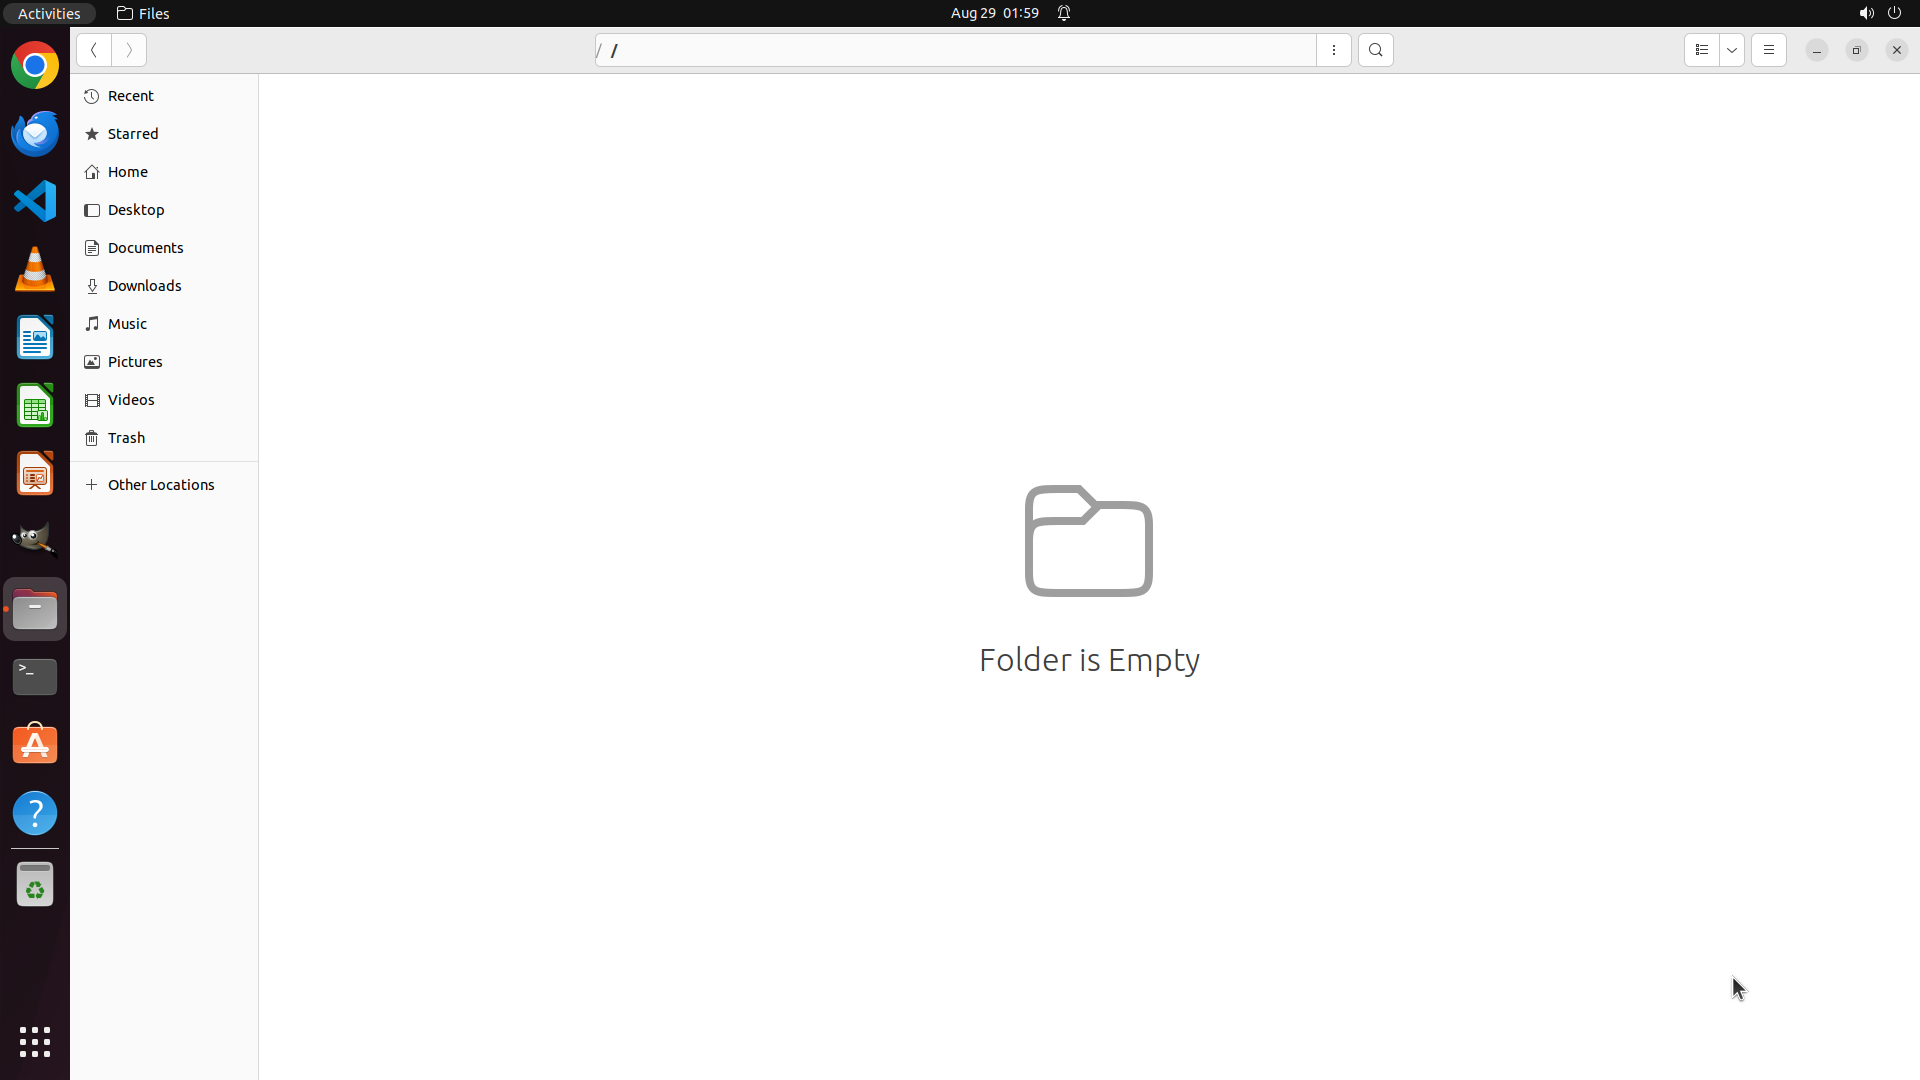 Activities
Files
Aug 29 01:59
/ /
Recent
Starred
Home
Desktop
Documents
Downloads
Music
Pictures
Videos
Trash
Other Locations
Folder is Empty